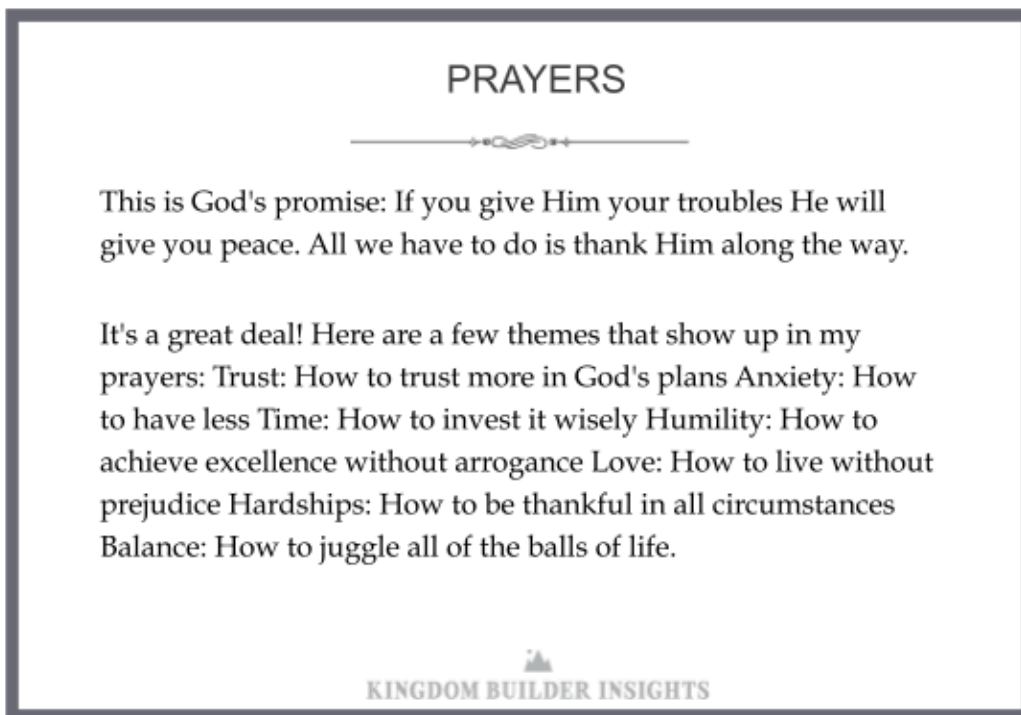 PRAYERS
This is God's promise: If you give Him your troubles He will
give you peace. All we have to do is thank Him along the way.
It's a great deal! Here are a few themes that show up in my
prayers: Trust: How to trust more in God's plans Anxiety: How
to have less Time: How to invest it wisely Humility: How to
achieve excellence without arrogance Love: How to live without
prejudice Hardships: How to be thankful in all circumstances
Balance: How to juggle all of the balls of life.
KINGDOM BUILDER INSIGHTS